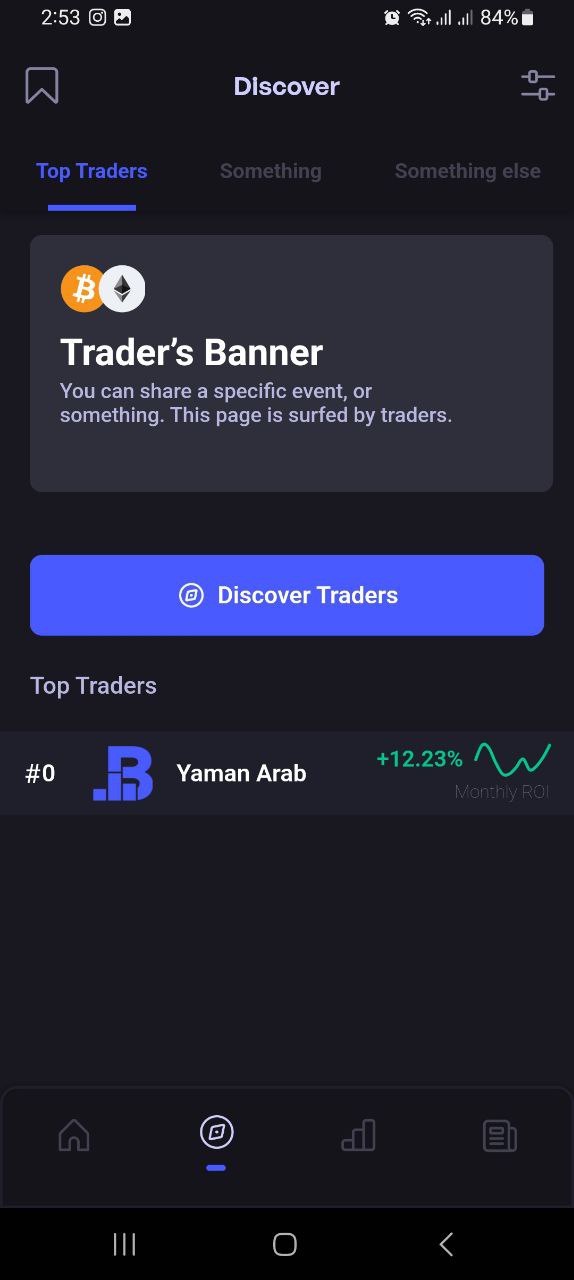 2:53 84%
Discover
Top Traders Something Something else
Trader's Banner
You can share a specific event, or
something. This page is surfed by traders.
Discover Traders
Top Traders
#0 Yaman Arab +12.23%
Monthly ROI